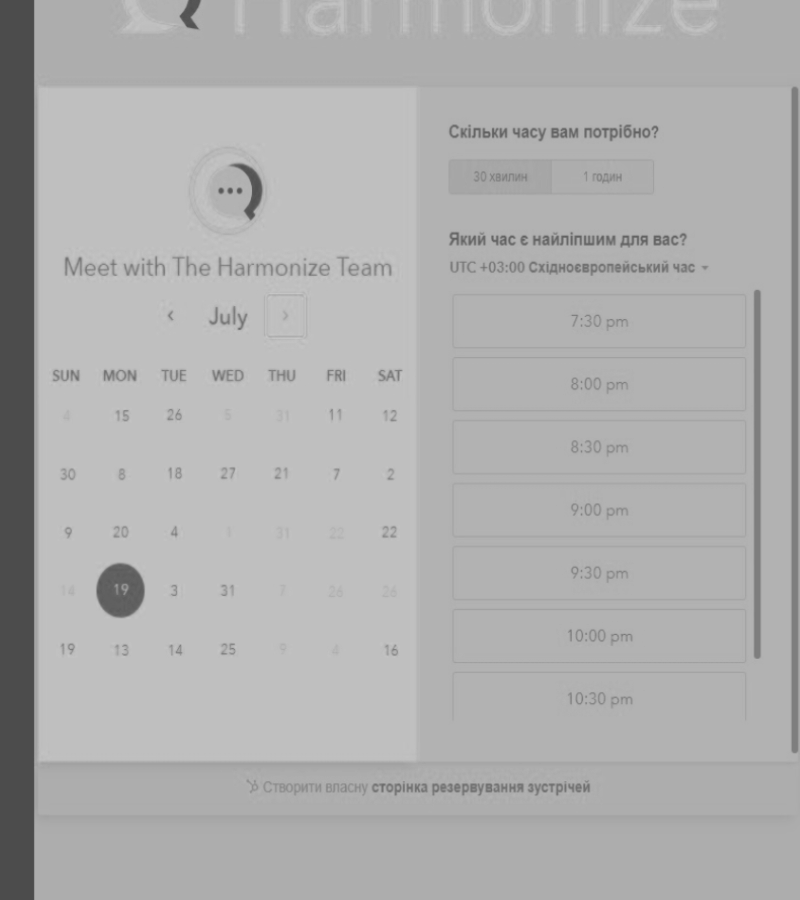 Harmonize
Meet with The Harmonize Team
‹ July ›
SUN MON TUE WED THU FRI SAT
4 15 26 5 31 11 12
30 8 18 27 21 7 2
9 20 4 1 31 22 22
14 19 3 31 7 26 26
19 13 14 25 9 4 16
Скільки часу вам потрібно?
30 хвилин 1 годин
Який час є найліпшим для вас?
UTC +03:00 Східноєвропейський час
7:30 pm
8:00 pm
8:30 pm
9:00 pm
9:30 pm
10:00 pm
10:30 pm
Створити власну сторінка резервування зустрічей